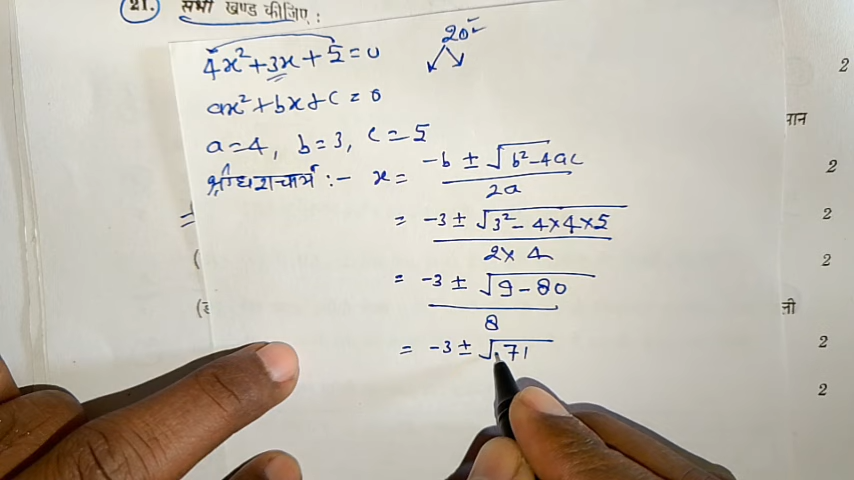 21. सभी खण्ड कीजिए :
4x² + 3x + 5 = 0
20
ax² + bx + c = 0
a = 4, b = 3, c = 5
श्रीधराचार्य :- x = (-b ± √(b² - 4ac)) / 2a
= (-3 ± √(3² - 4×4×5)) / (2×4)
= (-3 ± √(9 - 80)) / 8
= -3 ± √71
2
मान
2
2
2
ली
2
2